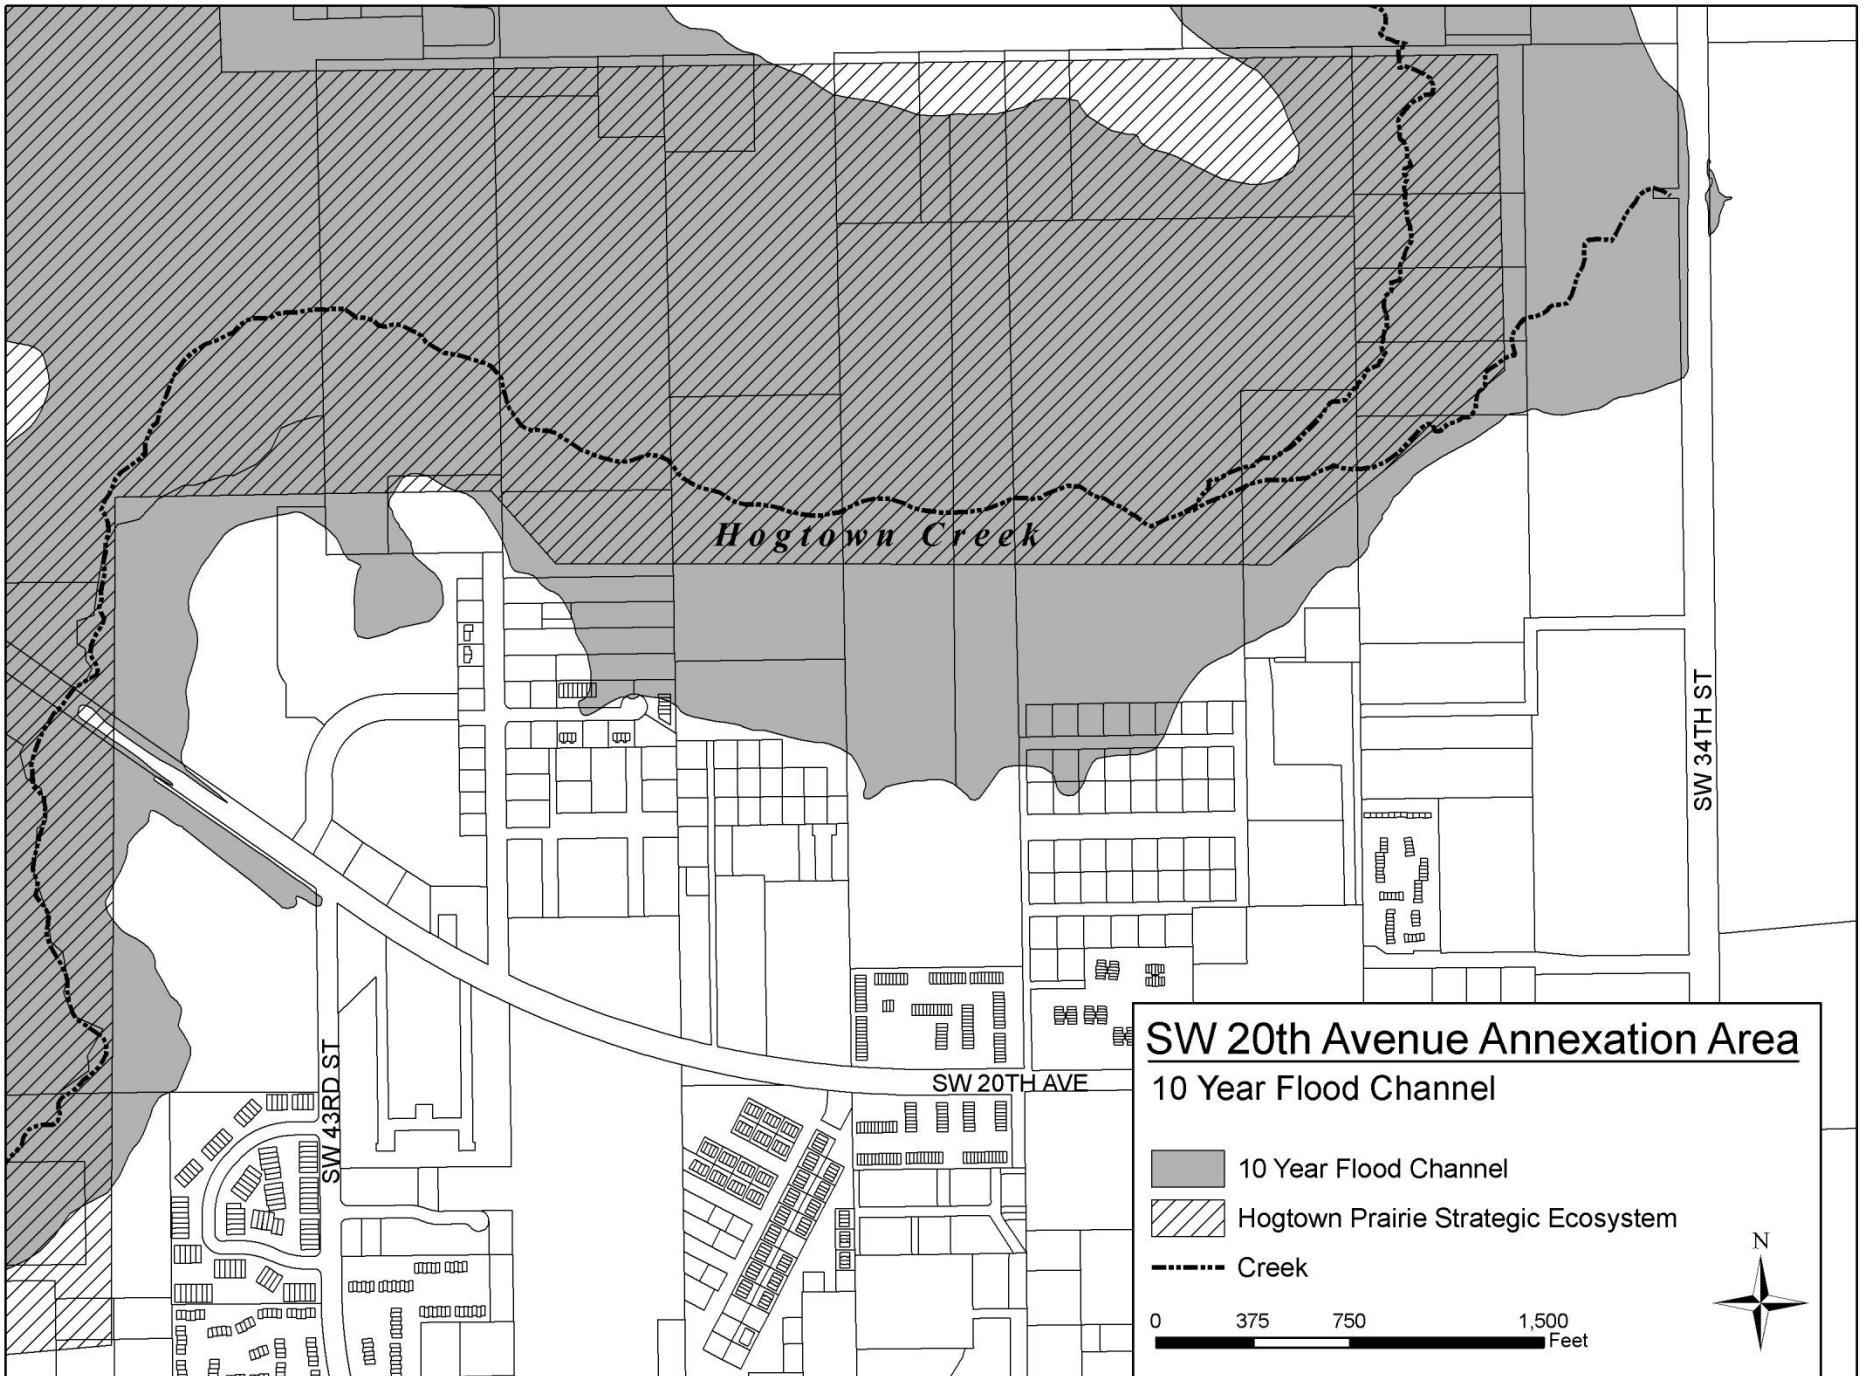 Hogtown Creek
SW 34TH ST
SW 43RD ST
SW 20TH AVE
SW 20th Avenue Annexation Area
10 Year Flood Channel
10 Year Flood Channel
Hogtown Prairie Strategic Ecosystem
Creek
N
0 375 750 1,500
Feet